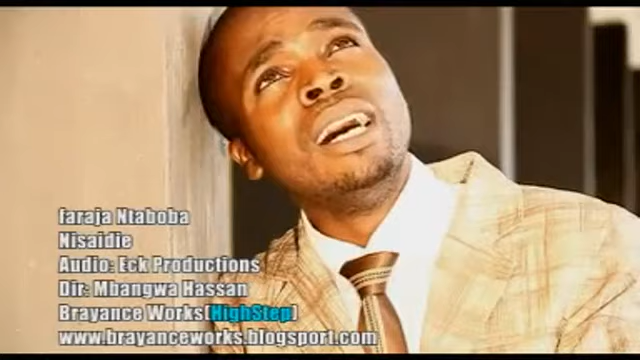 faraja Ntaboba
Nisaidie
Audio: Eck Productions
Dir: Mbangwa Hassan
Brayance Works(HighStep)
www.brayanceworks.blogsport.com